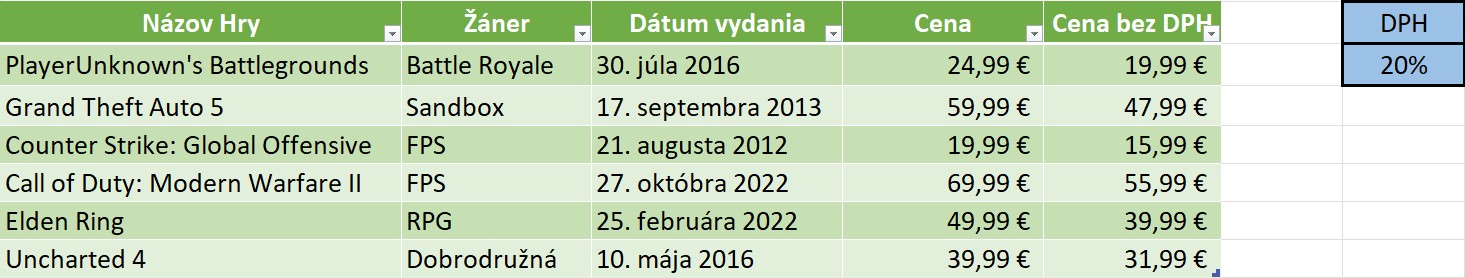 Názov Hry Žáner Dátum vydania Cena Cena bez DPH DPH
PlayerUnknown's Battlegrounds Battle Royale 30. júla 2016 24,99 € 19,99 € 20%
Grand Theft Auto 5 Sandbox 17. septembra 2013 59,99 € 47,99 €
Counter Strike: Global Offensive FPS 21. augusta 2012 19,99 € 15,99 €
Call of Duty: Modern Warfare II FPS 27. októbra 2022 69,99 € 55,99 €
Elden Ring RPG 25. februára 2022 49,99 € 39,99 €
Uncharted 4 Dobrodružná 10. mája 2016 39,99 € 31,99 €